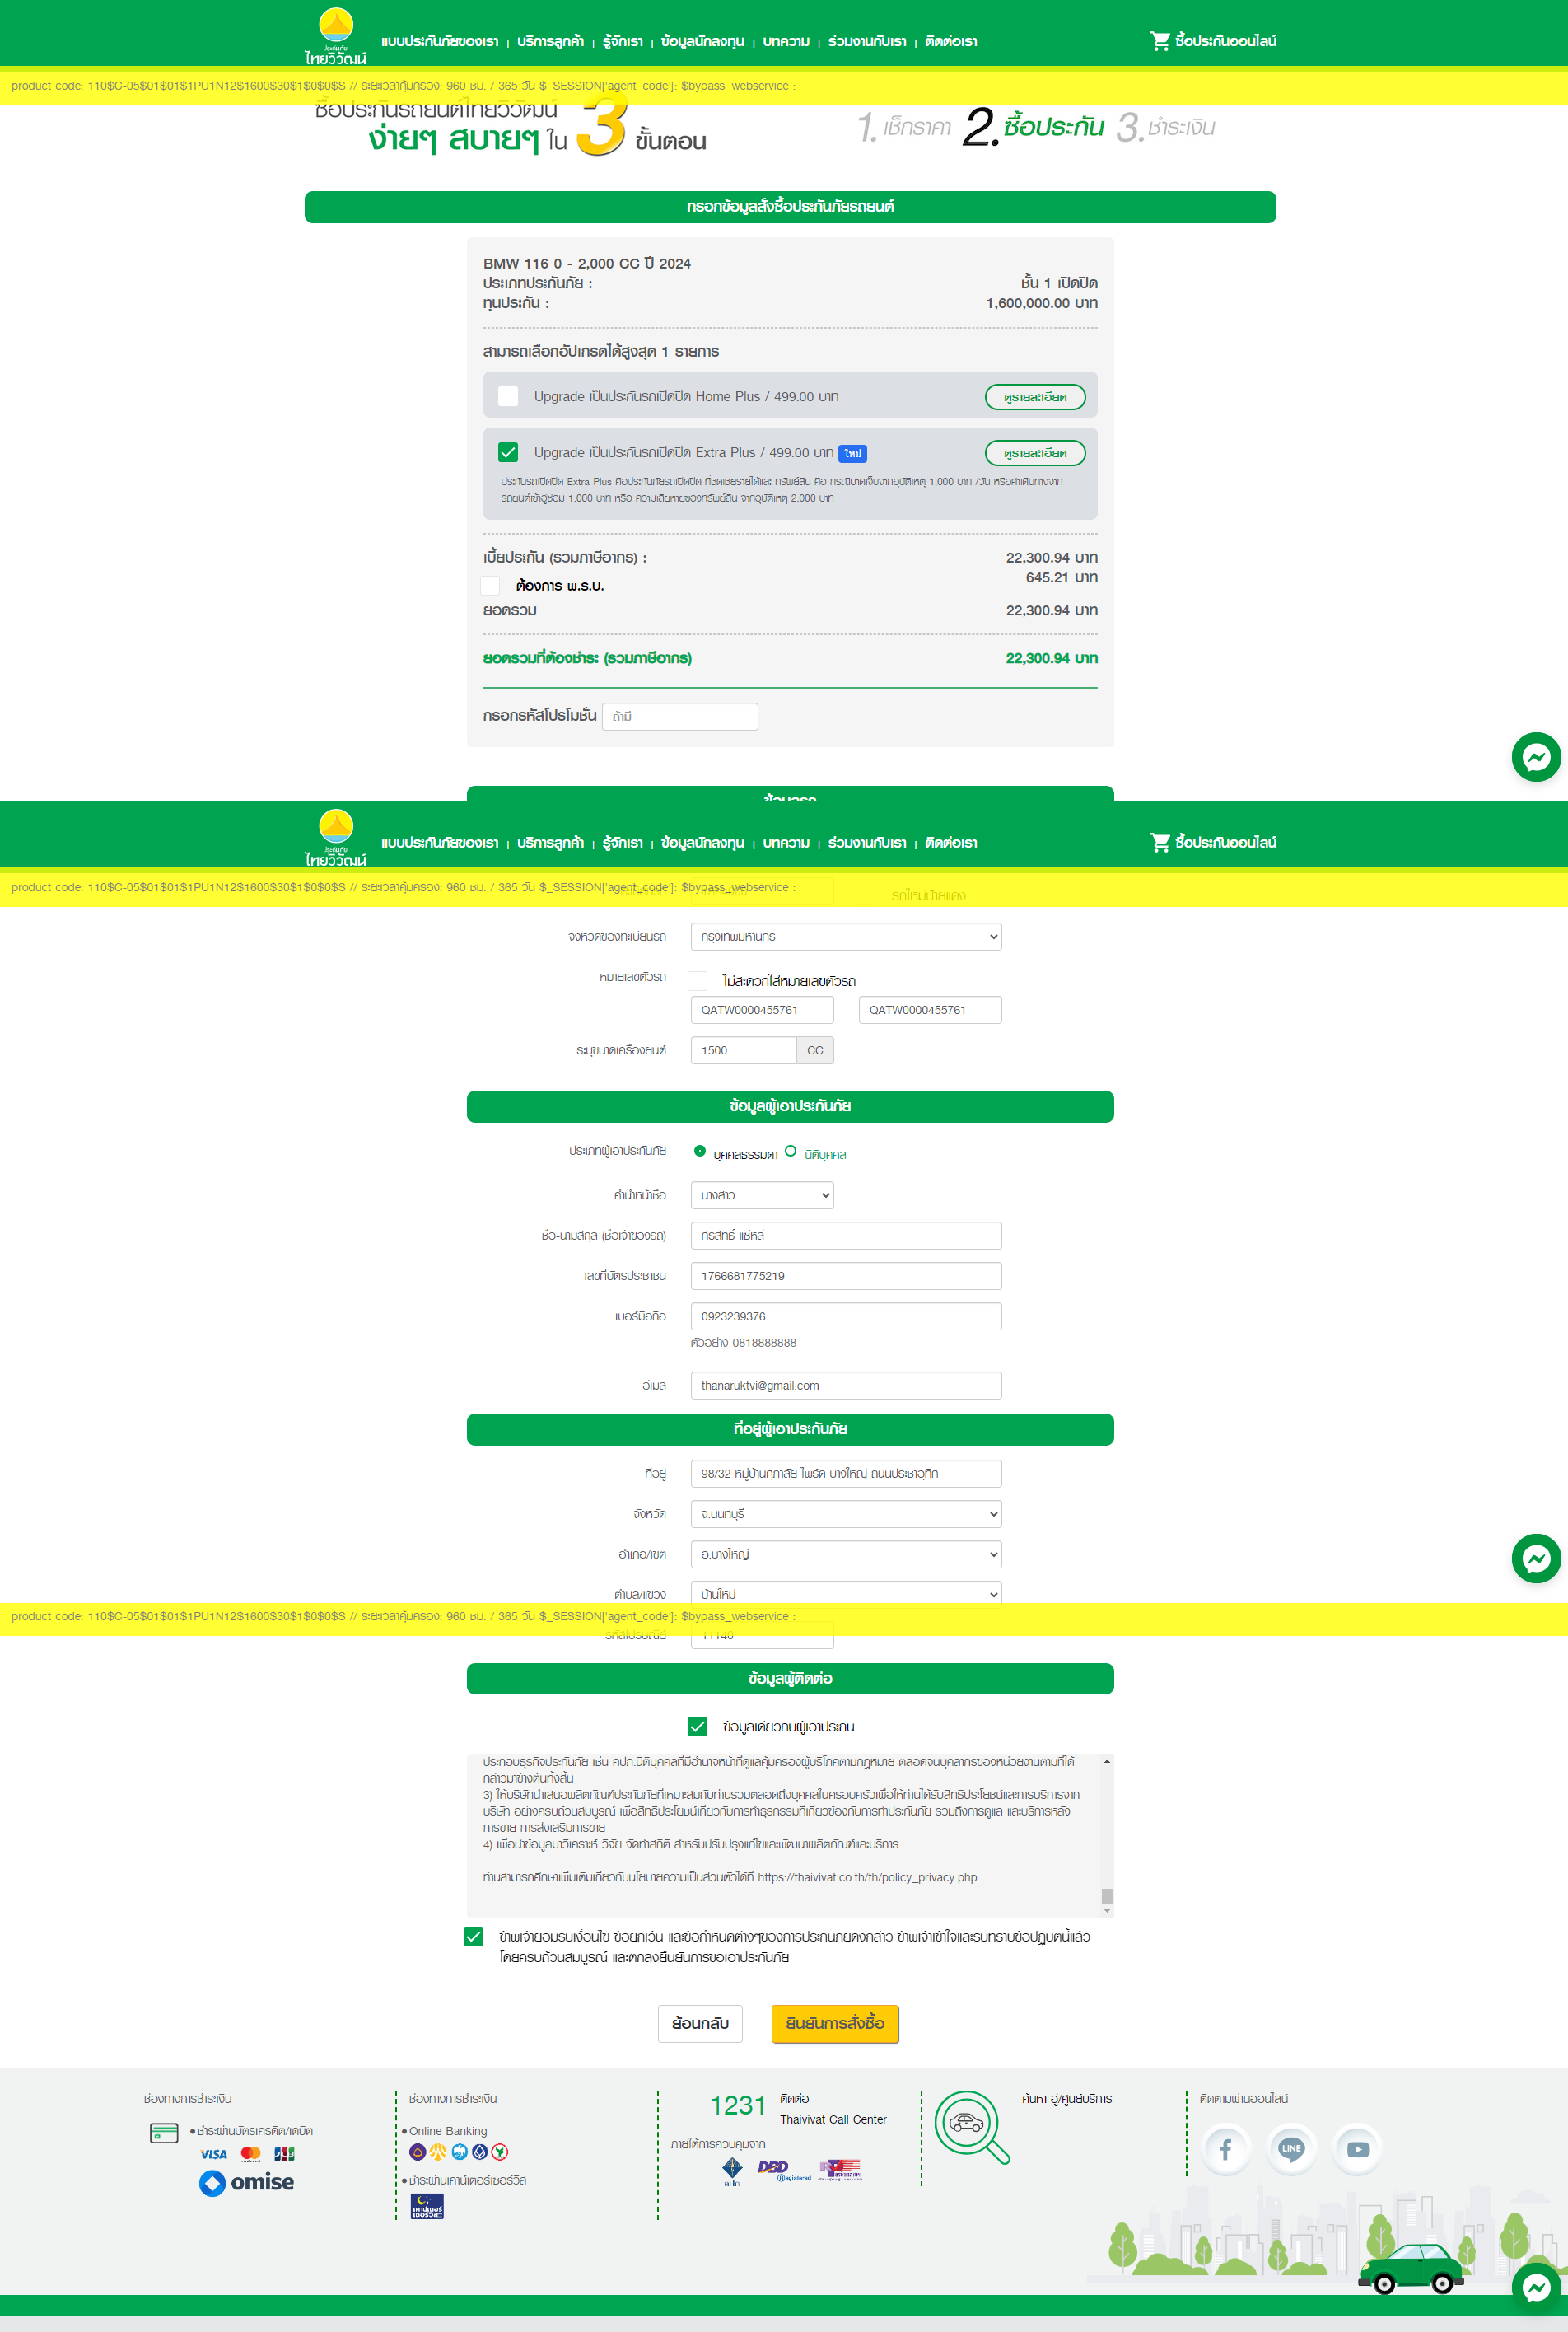 ประกันภัย
ไทยวิวัฒน์
แบบประกันภัยของเรา | บริการลูกค้า | รู้จักเรา | ข้อมูลนักลงทุน | บทความ | ร่วมงานกับเรา | ติดต่อเรา
ซื้อประกันออนไลน์
product code: 110$C-05$01$01$1PU1N12$1600$30$1$0$0$S // ระยะเวลาคุ้มครอง: 960 ชม. / 365 วัน $_SESSION['agent_code']: $bypass_webservice :
ซื้อประกันรถยนต์ไทยวิวัฒน์
ง่ายๆ สบายๆ ใน 3 ขั้นตอน
1. เช็กราคา 2. ซื้อประกัน 3. ชำระเงิน
กรอกข้อมูลสั่งซื้อประกันภัยรถยนต์
BMW 116 0 - 2,000 CC ปี 2024
ประเภทประกันภัย : ชั้น 1 เปิดปิด
ทุนประกัน : 1,600,000.00 บาท
สามารถเลือกอัปเกรดได้สูงสุด 1 รายการ
Upgrade เป็นประกันรถเปิดปิด Home Plus / 499.00 บาท ดูรายละเอียด
Upgrade เป็นประกันรถเปิดปิด Extra Plus / 499.00 บาท ใหม่ ดูรายละเอียด
ประกันรถเปิดปิด Extra Plus คือประกันภัยรถเปิดปิด ที่ชดเชยรายได้และ ทรัพย์สิน คือ กรณีบาดเจ็บจากอุบัติเหตุ 1,000 บาท /วัน หรือค่าเดินทางจาก
รถยนต์เข้าอู่ซ่อม 1,000 บาท หรือ ความเสียหายของทรัพย์สิน จากอุบัติเหตุ 2,000 บาท
เบี้ยประกัน (รวมภาษีอากร) : 22,300.94 บาท
ต้องการ พ.ร.บ. 645.21 บาท
ยอดรวม 22,300.94 บาท
ยอดรวมที่ต้องชำระ (รวมภาษีอากร) 22,300.94 บาท
กรอกรหัสโปรโมชั่น ถ้ามี
ข้อมูลรถ
ประกันภัย
ไทยวิวัฒน์
แบบประกันภัยของเรา | บริการลูกค้า | รู้จักเรา | ข้อมูลนักลงทุน | บทความ | ร่วมงานกับเรา | ติดต่อเรา
ซื้อประกันออนไลน์
product code: 110$C-05$01$01$1PU1N12$1600$30$1$0$0$S // ระยะเวลาคุ้มครอง: 960 ชม. / 365 วัน $_SESSION['agent_code']: $bypass_webservice :
รถใหม่ป้ายแดง
จังหวัดของทะเบียนรถ กรุงเทพมหานคร
หมายเลขตัวรถ ไม่สะดวกใส่หมายเลขตัวรถ
QATW0000455761 QATW0000455761
ระบุขนาดเครื่องยนต์ 1500 CC
ข้อมูลผู้เอาประกันภัย
ประเภทผู้เอาประกันภัย บุคคลธรรมดา นิติบุคคล
คำนำหน้าชื่อ นางสาว
ชื่อ-นามสกุล (ชื่อเจ้าของรถ) ศรสิทธิ์ แซ่หลี
เลขที่บัตรประชาชน 1766681775219
เบอร์มือถือ 0923239376
ตัวอย่าง 0818888888
อีเมล thanaruktvi@gmail.com
ที่อยู่ผู้เอาประกันภัย
ที่อยู่ 98/32 หมู่บ้านศุภาลัย ไพร์ด บางใหญ่ ถนนประชาอุทิศ
จังหวัด จ.นนทบุรี
อำเภอ/เขต อ.บางใหญ่
ตำบล/แขวง บ้านใหม่
product code: 110$C-05$01$01$1PU1N12$1600$30$1$0$0$S // ระยะเวลาคุ้มครอง: 960 ชม. / 365 วัน $_SESSION['agent_code']: $bypass_webservice :
รหัสไปรษณีย์ 11140
ข้อมูลผู้ติดต่อ
ข้อมูลเดียวกับผู้เอาประกัน
ประกอบธุรกิจประกันภัย เช่น คปภ.นิติบุคคลที่มีอำนาจหน้าที่ดูแลคุ้มครองผู้บริโภคตามกฎหมาย ตลอดจนบุคลากรของหน่วยงานตามที่ได้
กล่าวมาข้างต้นทั้งสิ้น
3) ให้บริษัทนำเสนอผลิตภัณฑ์ประกันภัยที่เหมาะสมกับท่านรวมตลอดถึงบุคคลในครอบครัวเพื่อให้ท่านได้รับสิทธิประโยชน์และการบริการจาก
บริษัท อย่างครบถ้วนสมบูรณ์ เพื่อสิทธิประโยชน์เกี่ยวกับการทำธุรกรรมที่เกี่ยวข้องกับการทำประกันภัย รวมถึงการดูแล และบริการหลัง
การขาย การส่งเสริมการขาย
4) เพื่อนำข้อมูลมาวิเคราะห์ วิจัย จัดทำสถิติ สำหรับปรับปรุงแก้ไขและพัฒนาผลิตภัณฑ์และบริการ
ท่านสามารถศึกษาเพิ่มเติมเกี่ยวกับนโยบายความเป็นส่วนตัวได้ที่ https://thaivivat.co.th/th/policy_privacy.php
ข้าพเจ้ายอมรับเงื่อนไข ข้อยกเว้น และข้อกำหนดต่างๆของการประกันภัยดังกล่าว ข้าพเจ้าเข้าใจและรับทราบข้อปฏิบัตินี้แล้ว
โดยครบถ้วนสมบูรณ์ และตกลงยืนยันการขอเอาประกันภัย
ย้อนกลับ ยืนยันการสั่งซื้อ
ช่องทางการชำระเงิน
ชำระผ่านบัตรเครดิต/เดบิต
VISA JCB
omise
ช่องทางการชำระเงิน
Online Banking
ชำระผ่านเคาน์เตอร์เซอร์วิส
เคาน์เตอร์
เซอร์วิส
1231 ติดต่อ
Thaivivat Call Center
ภายใต้การควบคุมจาก
คปภ DBD
Registered
ค้นหา อู่/ศูนย์บริการ
ติดตามผ่านออนไลน์
LINE